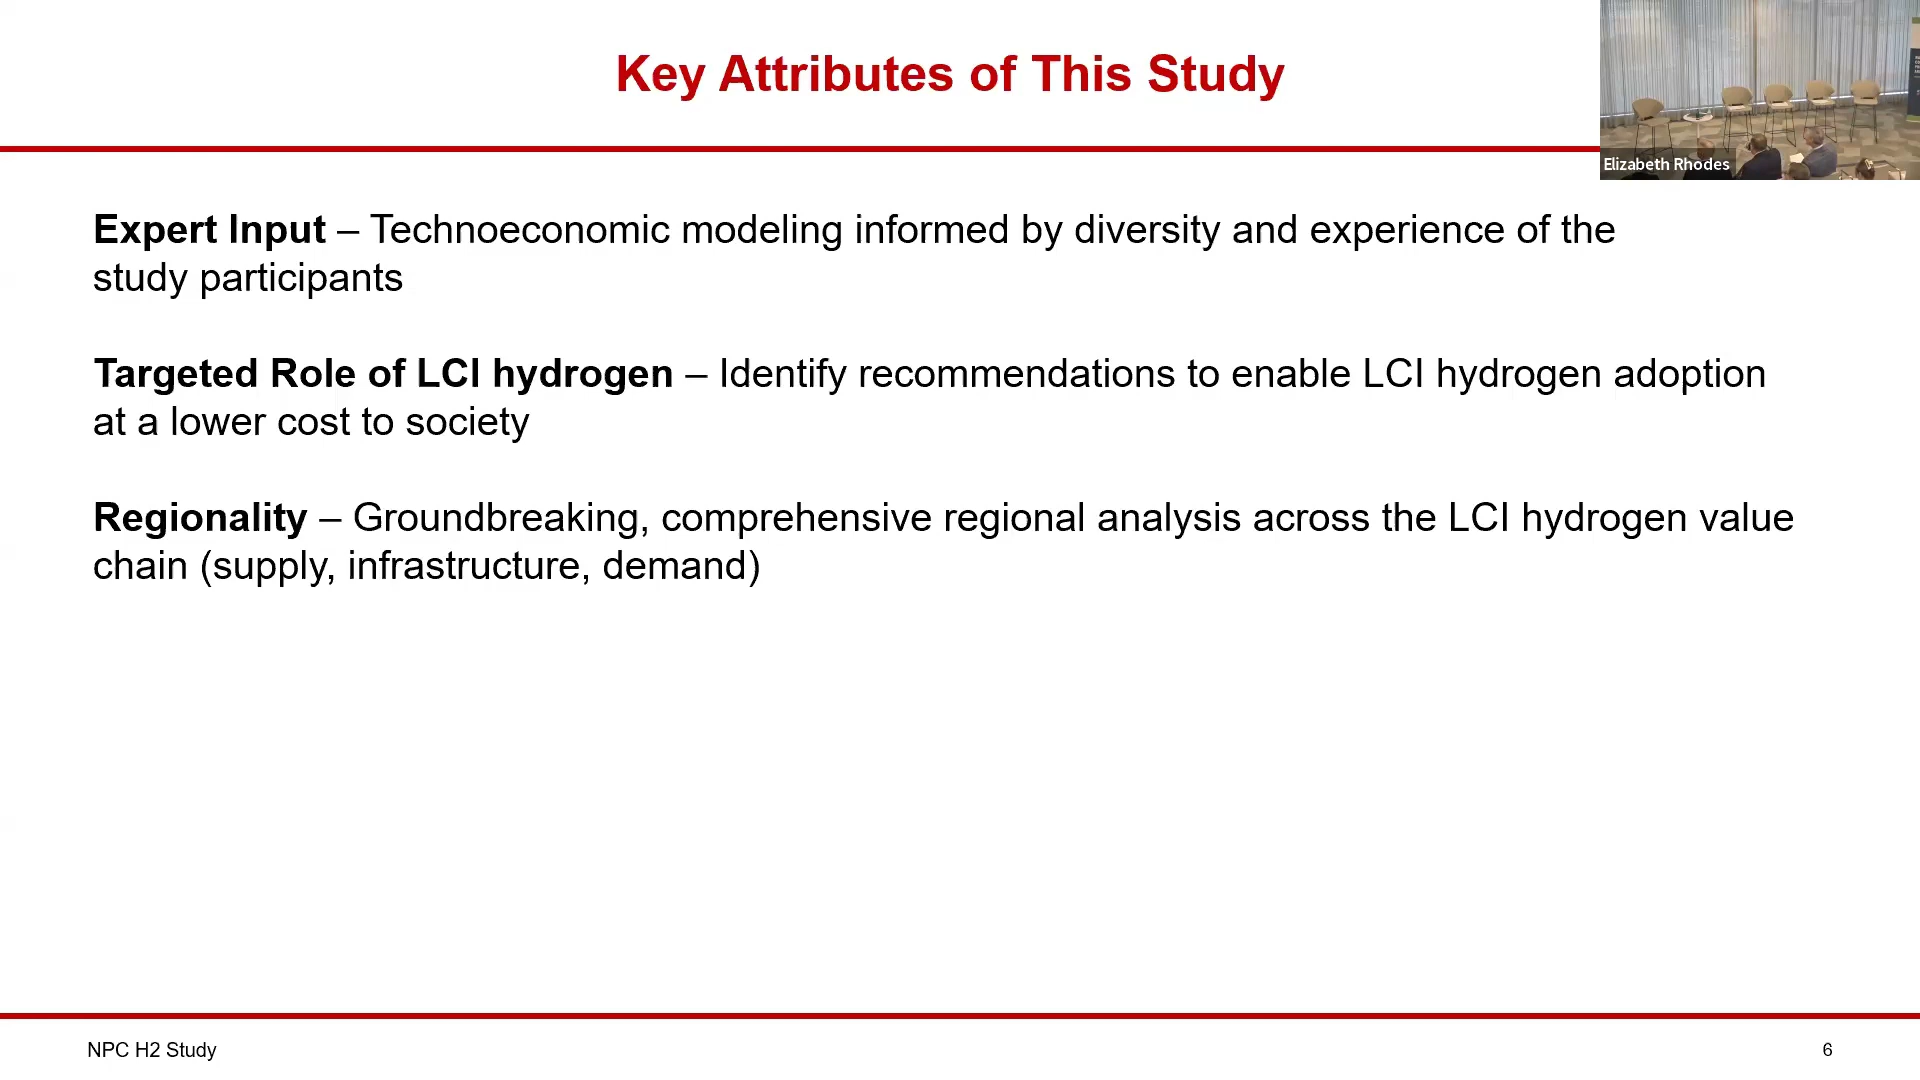 Key Attributes of This Study
Elizabeth Rhodes
Expert Input – Technoeconomic modeling informed by diversity and experience of the
study participants
Targeted Role of LCI hydrogen – Identify recommendations to enable LCI hydrogen adoption
at a lower cost to society
Regionality – Groundbreaking, comprehensive regional analysis across the LCI hydrogen value
chain (supply, infrastructure, demand)
NPC H2 Study
6